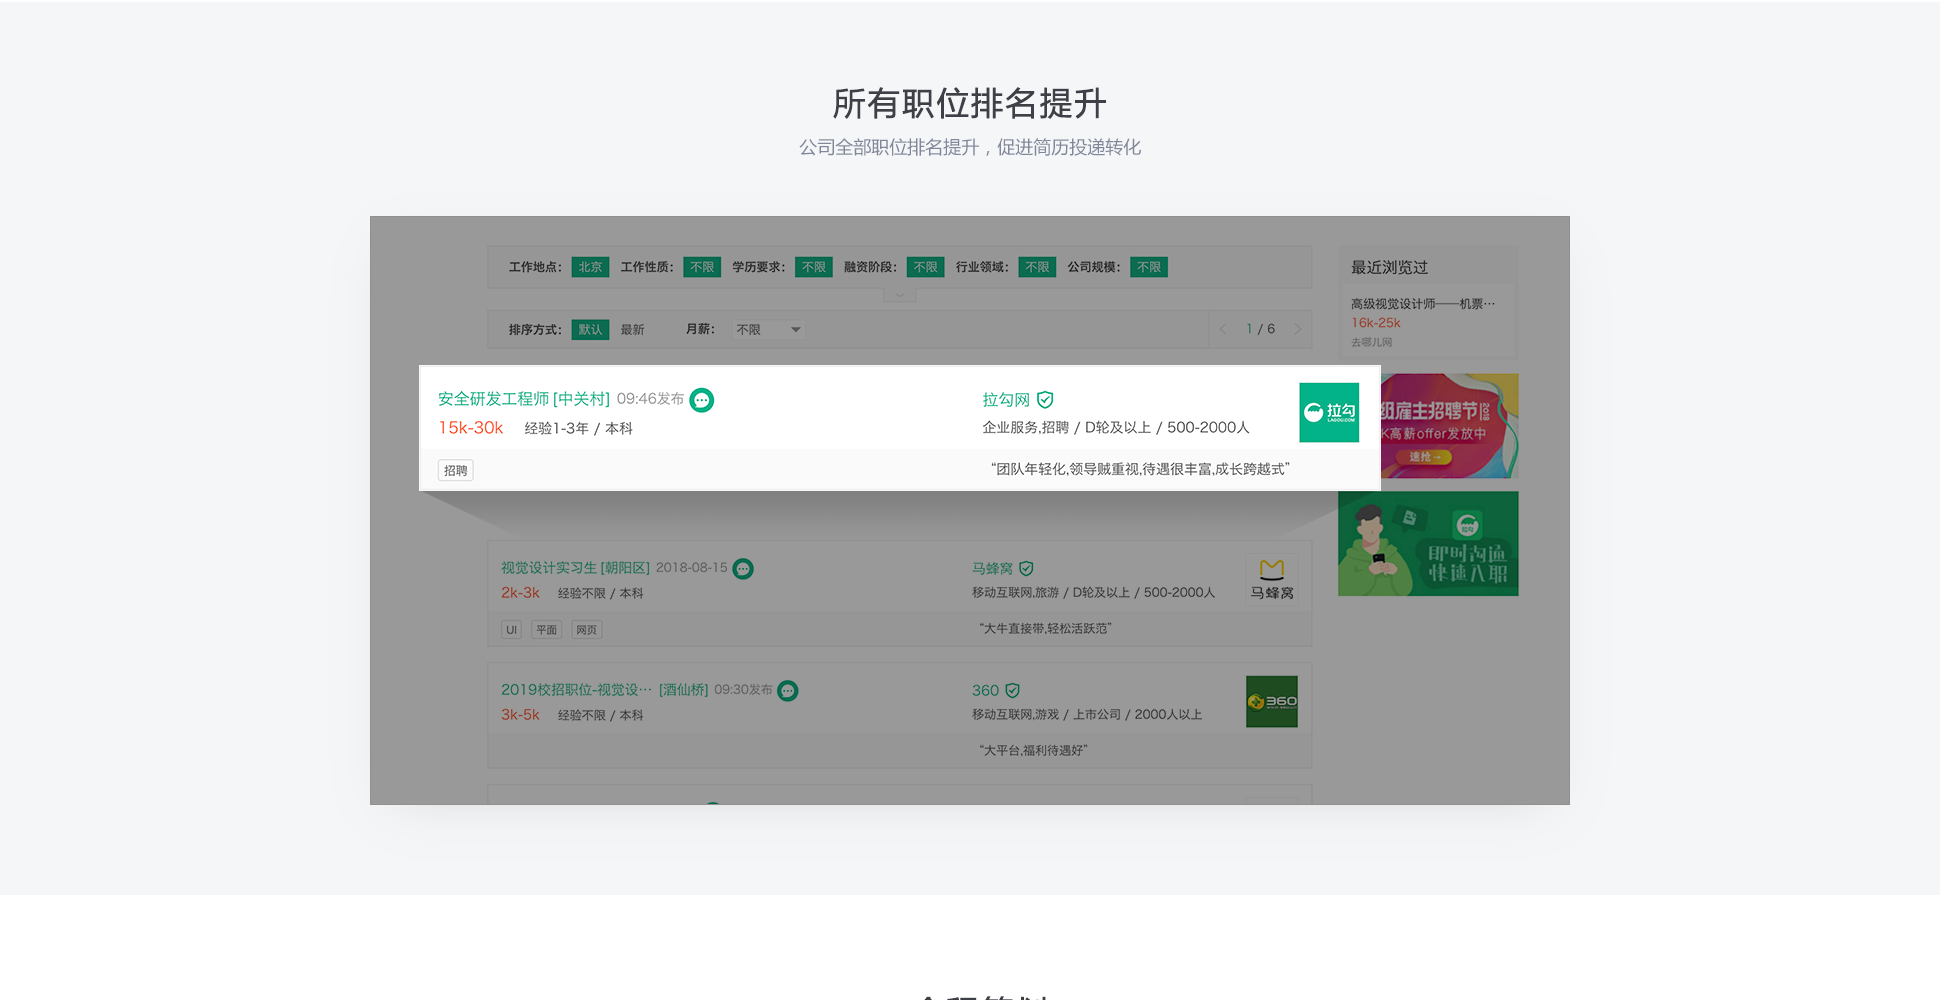 所有职位排名提升
公司全部职位排名提升，促进简历投递转化
工作地点： 北京 工作性质： 不限 学历要求： 不限 融资阶段： 不限 行业领域： 不限 公司规模： 不限
排序方式： 默认 最新 月薪： 不限 1 / 6
最近浏览过
高级视觉设计师——机票…
16k-25k
去哪儿网
安全研发工程师 [中关村] 09:46发布
15k-30k 经验1-3年 / 本科
招聘
拉勾网
企业服务,招聘 / D轮及以上 / 500-2000人
“团队年轻化,领导贼重视,待遇很丰富,成长跨越式”
拉勾
LAGOU.COM
级雇主招聘节 2018
K高薪offer发放中
速抢
拉勾
即时沟通
快速入职
视觉设计实习生 [朝阳区] 2018-08-15
2k-3k 经验不限 / 本科
UI 平面 网页
马蜂窝
移动互联网,旅游 / D轮及以上 / 500-2000人
“大牛直接带,轻松活跃范”
马蜂窝
2019校招职位-视觉设… [酒仙桥] 09:30发布
3k-5k 经验不限 / 本科
360
移动互联网,游戏 / 上市公司 / 2000人以上
“大平台,福利待遇好”
360